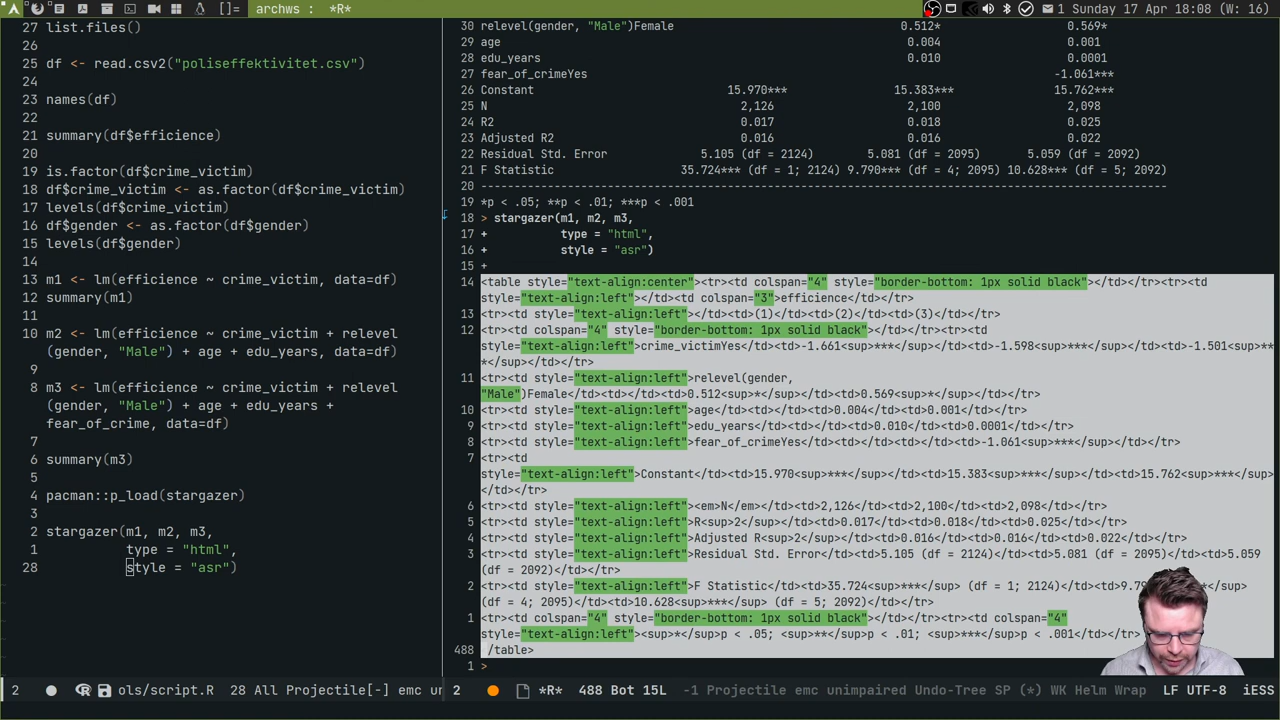 []= archws : *R* 1 Sunday 17 Apr 18:08 (W: 16)
27 list.files()
26
25 df <- read.csv2("poliseffektivitet.csv")
24
23 names(df)
22
21 summary(df$efficience)
20
19 is.factor(df$crime_victim)
18 df$crime_victim <- as.factor(df$crime_victim)
17 levels(df$crime_victim)
16 df$gender <- as.factor(df$gender)
15 levels(df$gender)
14
13 m1 <- lm(efficience ~ crime_victim, data=df)
12 summary(m1)
11
10 m2 <- lm(efficience ~ crime_victim + relevel
(gender, "Male") + age + edu_years, data=df)
9
8 m3 <- lm(efficience ~ crime_victim + relevel
(gender, "Male") + age + edu_years +
fear_of_crime, data=df)
7
6 summary(m3)
5
4 pacman::p_load(stargazer)
3
2 stargazer(m1, m2, m3,
1 type = "html",
28 style = "asr")
30 relevel(gender, "Male")Female 0.512* 0.569*
29 age 0.004 0.001
28 edu_years 0.010 0.0001
27 fear_of_crimeYes -1.061***
26 Constant 15.970*** 15.383*** 15.762***
25 N 2,126 2,100 2,098
24 R2 0.017 0.018 0.025
23 Adjusted R2 0.016 0.016 0.022
22 Residual Std. Error 5.105 (df = 2124) 5.081 (df = 2095) 5.059 (df = 2092)
21 F Statistic 35.724*** (df = 1; 2124) 9.790*** (df = 4; 2095) 10.628*** (df = 5; 2092)
20 --------------------------------------------------------------------------------------
19 *p < .05; **p < .01; ***p < .001
18 > stargazer(m1, m2, m3,
17 + type = "html",
16 + style = "asr")
15 +
14 <table style="text-align:center"><tr><td colspan="4" style="border-bottom: 1px solid black"></td></tr><tr><td
style="text-align:left"></td><td colspan="3">efficience</td></tr>
13 <tr><td style="text-align:left"></td><td>(1)</td><td>(2)</td><td>(3)</td></tr>
12 <tr><td colspan="4" style="border-bottom: 1px solid black"></td></tr><tr><td
style="text-align:left">crime_victimYes</td><td>-1.661<sup>***</sup></td><td>-1.598<sup>***</sup></td><td>-1.501<sup>**
*</sup></td></tr>
11 <tr><td style="text-align:left">relevel(gender,
"Male")Female</td><td></td><td>0.512<sup>*</sup></td><td>0.569<sup>*</sup></td></tr>
10 <tr><td style="text-align:left">age</td><td></td><td>0.004</td><td>0.001</td></tr>
9 <tr><td style="text-align:left">edu_years</td><td></td><td>0.010</td><td>0.0001</td></tr>
8 <tr><td style="text-align:left">fear_of_crimeYes</td><td></td><td></td><td>-1.061<sup>***</sup></td></tr>
7 <tr><td
style="text-align:left">Constant</td><td>15.970<sup>***</sup></td><td>15.383<sup>***</sup></td><td>15.762<sup>***</sup>
</td></tr>
6 <tr><td style="text-align:left"><em>N</em></td><td>2,126</td><td>2,100</td><td>2,098</td></tr>
5 <tr><td style="text-align:left">R<sup>2</sup></td><td>0.017</td><td>0.018</td><td>0.025</td></tr>
4 <tr><td style="text-align:left">Adjusted R<sup>2</sup></td><td>0.016</td><td>0.016</td><td>0.022</td></tr>
3 <tr><td style="text-align:left">Residual Std. Error</td><td>5.105 (df = 2124)</td><td>5.081 (df = 2095)</td><td>5.059
(df = 2092)</td></tr>
2 <tr><td style="text-align:left">F Statistic</td><td>35.724<sup>***</sup> (df = 1; 2124)</td><td>9.79
(df = 4; 2095)</td><td>10.628<sup>***</sup> (df = 5; 2092)</td></tr>
1 <tr><td colspan="4" style="border-bottom: 1px solid black"></td></tr><tr><td colspan="4"
style="text-align:left"><sup>*</sup>p < .05; <sup>**</sup>p < .01; <sup>***</sup>p < .001</td></tr>
488 /table>
1 >
2 ols/script.R 28 All Projectile[-] emc un
2 *R* 488 Bot 15L -1 Projectile emc unimpaired Undo-Tree SP (*) WK Helm Wrap LF UTF-8 iESS